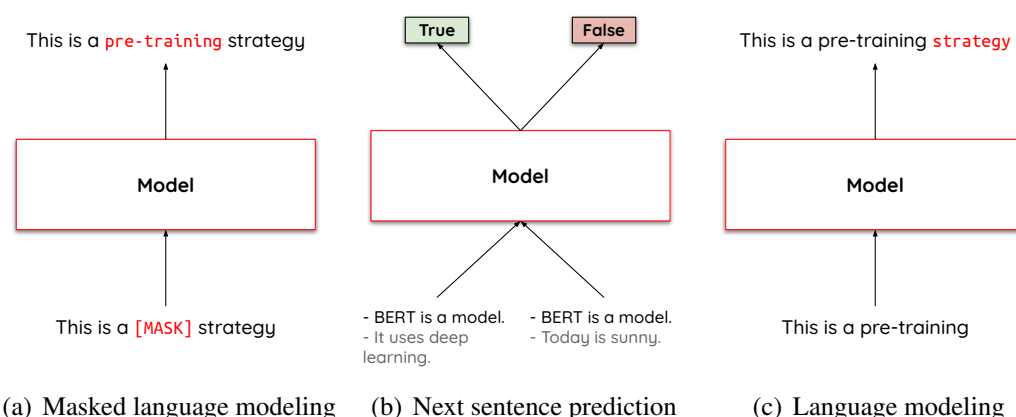 This is a pre-training strategy
Model
This is a [MASK] strategy
(a) Masked language modeling
True
False
Model
- BERT is a model.
- It uses deep
learning.
- BERT is a model.
- Today is sunny.
(b) Next sentence prediction
This is a pre-training strategy
Model
This is a pre-training
(c) Language modeling